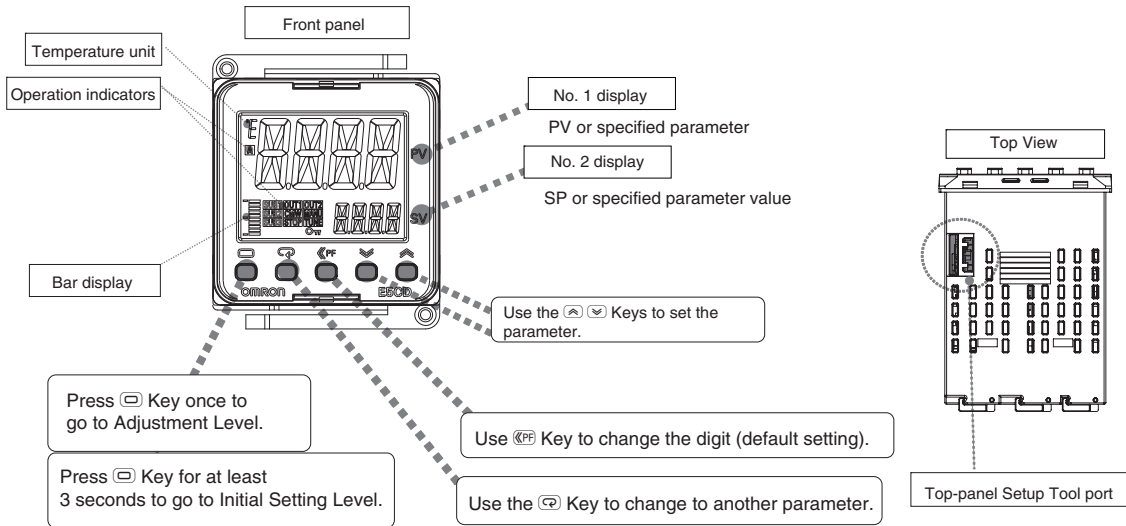 Front panel
Temperature unit
Operation indicators
No. 1 display
PV or specified parameter
No. 2 display
SP or specified parameter value
Top View
°C
PV
SV
OUT1OUT2
STOPTUNE
PF
OMRON
E5CD
Bar display
Use the Keys to set the
parameter.
Press Key once to
go to Adjustment Level.
Press Key for at least
3 seconds to go to Initial Setting Level.
Use PF Key to change the digit (default setting).
Use the Key to change to another parameter.
Top-panel Setup Tool port